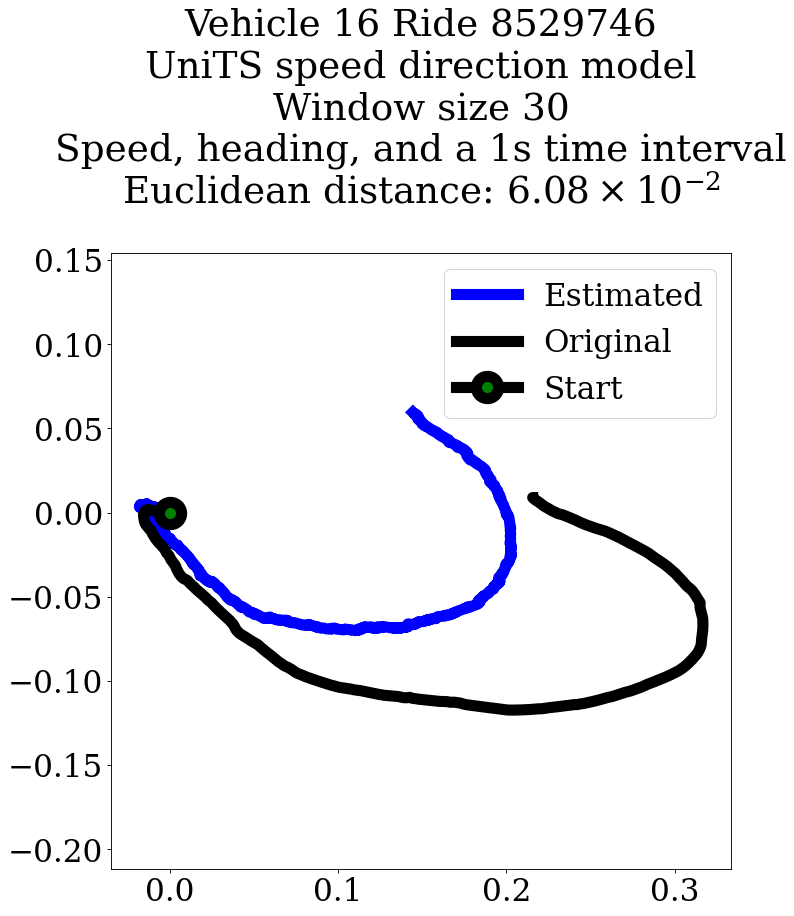 Vehicle 16 Ride 8529746
UniTS speed direction model
Window size 30
Speed, heading, and a 1s time interval
Euclidean distance: 6.08 × 10⁻²
Estimated
Original
Start
0.15
0.10
0.05
0.00
−0.05
−0.10
−0.15
−0.20
0.0 0.1 0.2 0.3